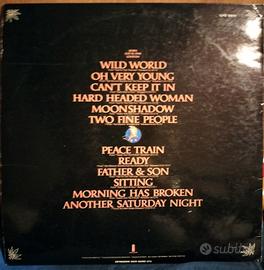 WILD WORLD
OH VERY YOUNG
CAN'T KEEP IT IN
HARD HEADED WOMAN
MOONSHADOW
TWO FINE PEOPLE
PEACE TRAIN
READY
FATHER & SON
SITTING
MORNING HAS BROKEN
ANOTHER SATURDAY NIGHT
subito